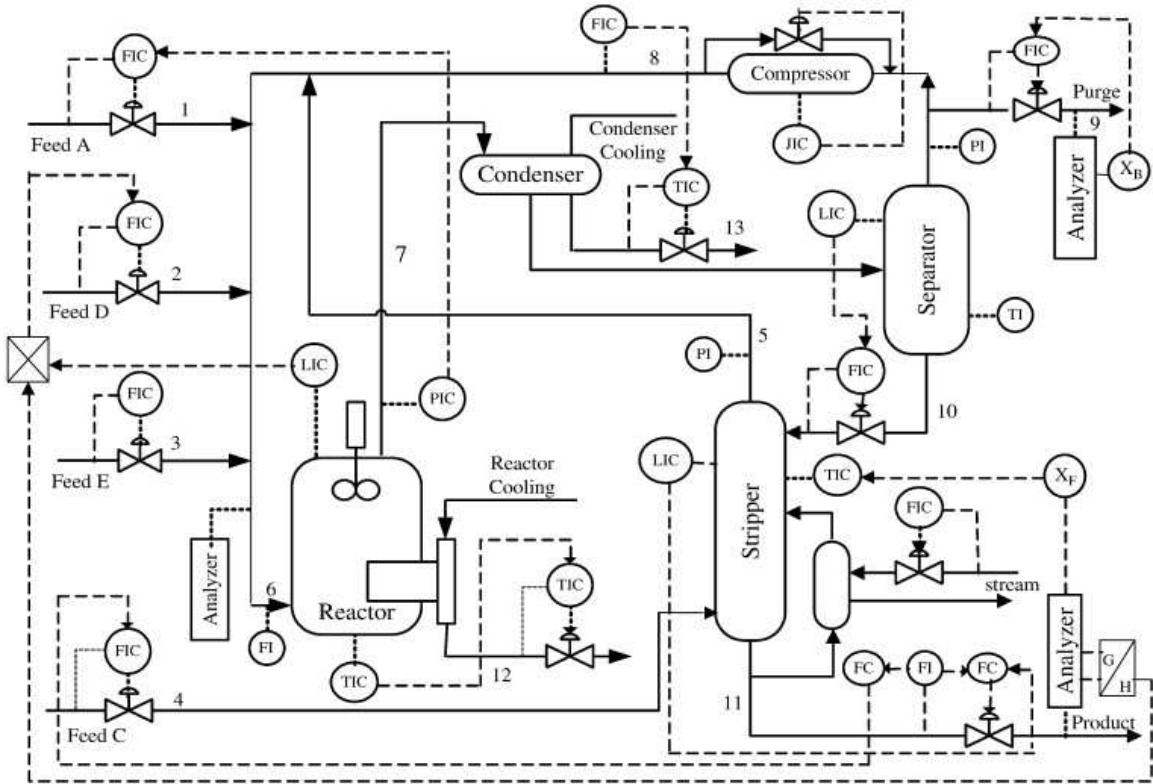 FIC
FIC
8
Compressor
FIC
Purge
9
1
Feed A
Condenser
Cooling
JIC
PI
Analyzer
X_B
Condenser
TIC
LIC
FIC
13
7
Separator
2
Feed D
TI
5
PI
LIC
FIC
FIC
PIC
10
3
Feed E
LIC
TIC
X_F
Reactor
Cooling
Stripper
FIC
Analyzer
TIC
stream
6
Reactor
FIC
FI
TIC
12
FC
FI
FC
Analyzer
G
H
4
Feed C
11
Product